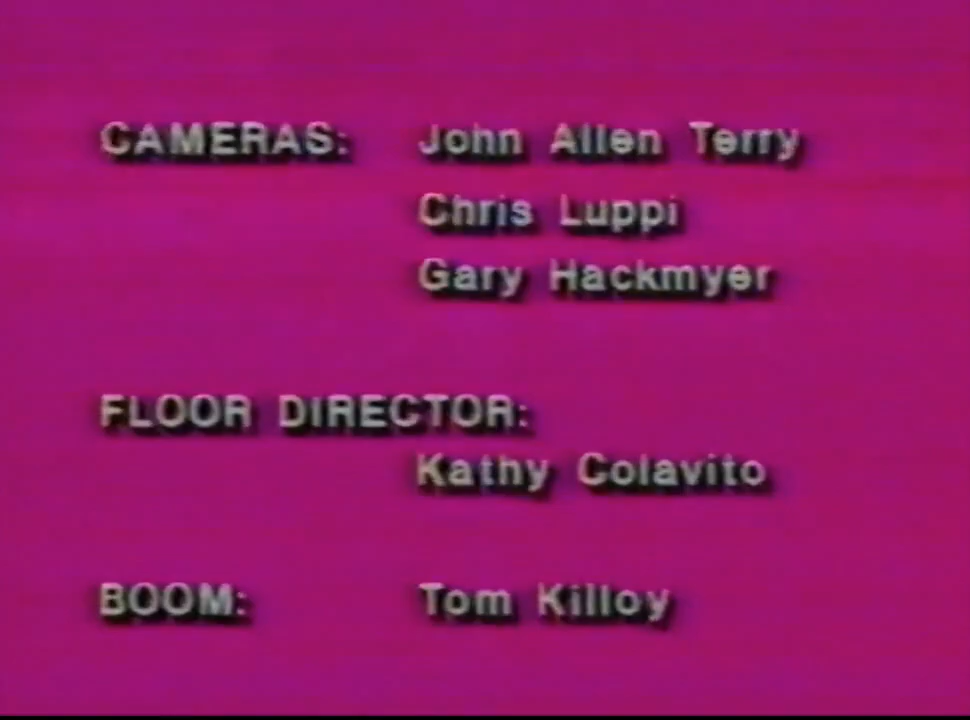 CAMERAS: John Allen Terry
Chris Luppi
Gary Hackmyer
FLOOR DIRECTOR:
Kathy Colavito
BOOM: Tom Killoy